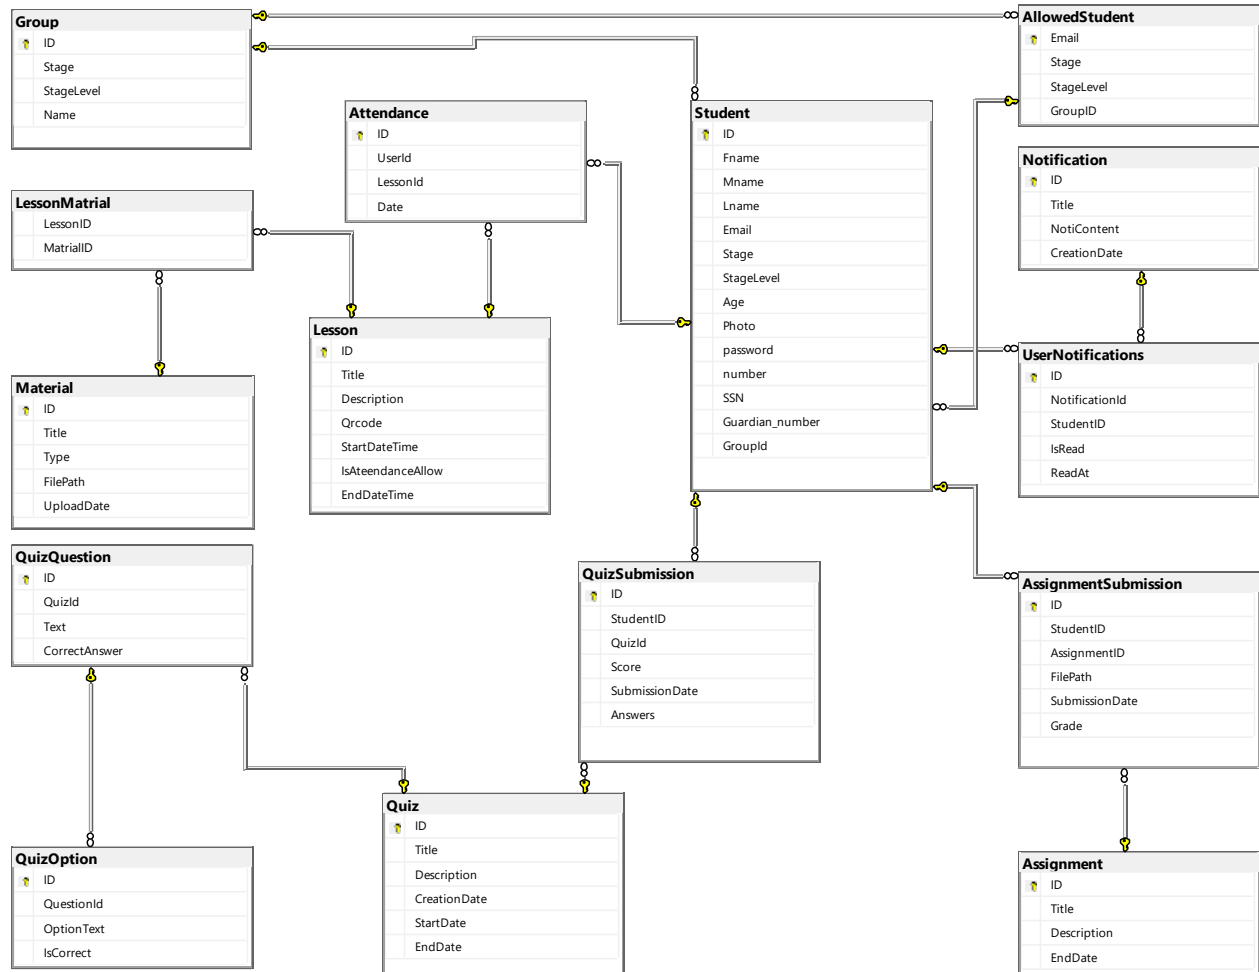 Group
ID
Stage
StageLevel
Name
AllowedStudent
Email
Stage
StageLevel
GroupID
Attendance
ID
UserId
LessonId
Date
Student
ID
Fname
Mname
Lname
Email
Stage
StageLevel
Age
Photo
password
number
SSN
Guardian_number
GroupId
Notification
ID
Title
NotiContent
CreationDate
LessonMatrial
LessonID
MatrialID
Lesson
ID
Title
Description
Qrcode
StartDateTime
IsAteendanceAllow
EndDateTime
UserNotifications
ID
NotificationId
StudentID
IsRead
ReadAt
Material
ID
Title
Type
FilePath
UploadDate
QuizQuestion
ID
QuizId
Text
CorrectAnswer
QuizSubmission
ID
StudentID
QuizId
Score
SubmissionDate
Answers
AssignmentSubmission
ID
StudentID
AssignmentID
FilePath
SubmissionDate
Grade
Quiz
ID
Title
Description
CreationDate
StartDate
EndDate
QuizOption
ID
QuestionId
OptionText
IsCorrect
Assignment
ID
Title
Description
EndDate